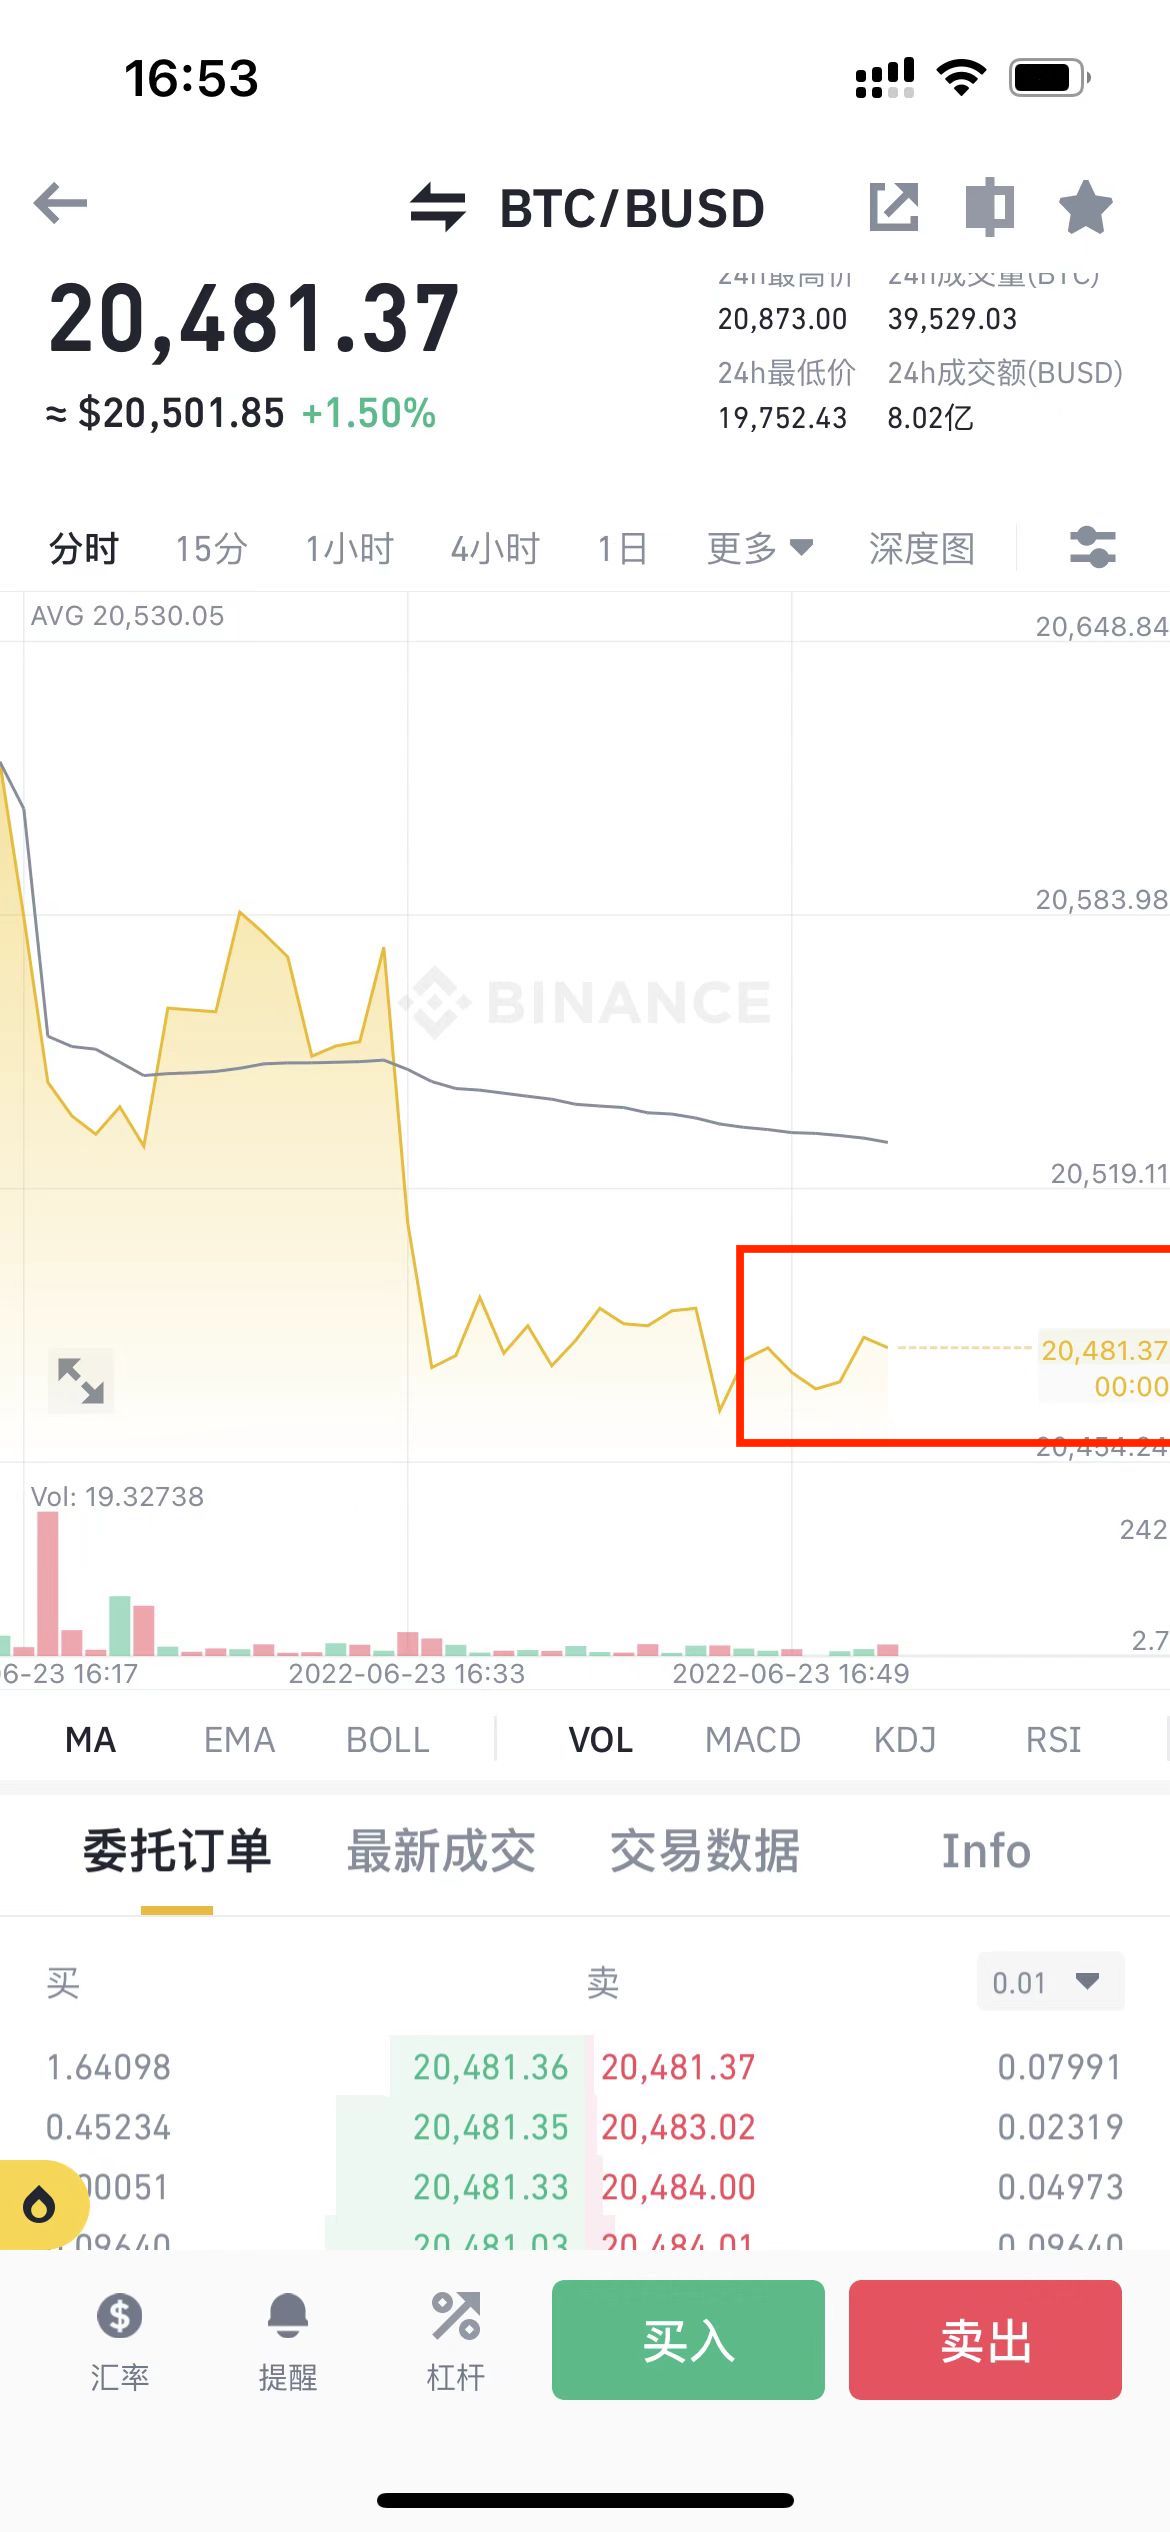 16:53
BTC/BUSD
20,481.37
≈ $20,501.85 +1.50%
24h最高价 24h成交量(BTC)
20,873.00 39,529.03
24h最低价 24h成交额(BUSD)
19,752.43 8.02亿
分时 15分 1小时 4小时 1日 更多 深度图
AVG 20,530.05
20,648.84
20,583.98
BINANCE
20,519.11
20,481.37
00:00
20,454.24
Vol: 19.32738
242
2.7
06-23 16:17 2022-06-23 16:33 2022-06-23 16:49
MA EMA BOLL VOL MACD KDJ RSI
委托订单 最新成交 交易数据 Info
买 卖 0.01
1.64098 20,481.36 20,481.37 0.07991
0.45234 20,481.35 20,483.02 0.02319
00051 20,481.33 20,484.00 0.04973
.09640 20,481.03 20,484.01 0.09640
汇率 提醒 杠杆 买入 卖出